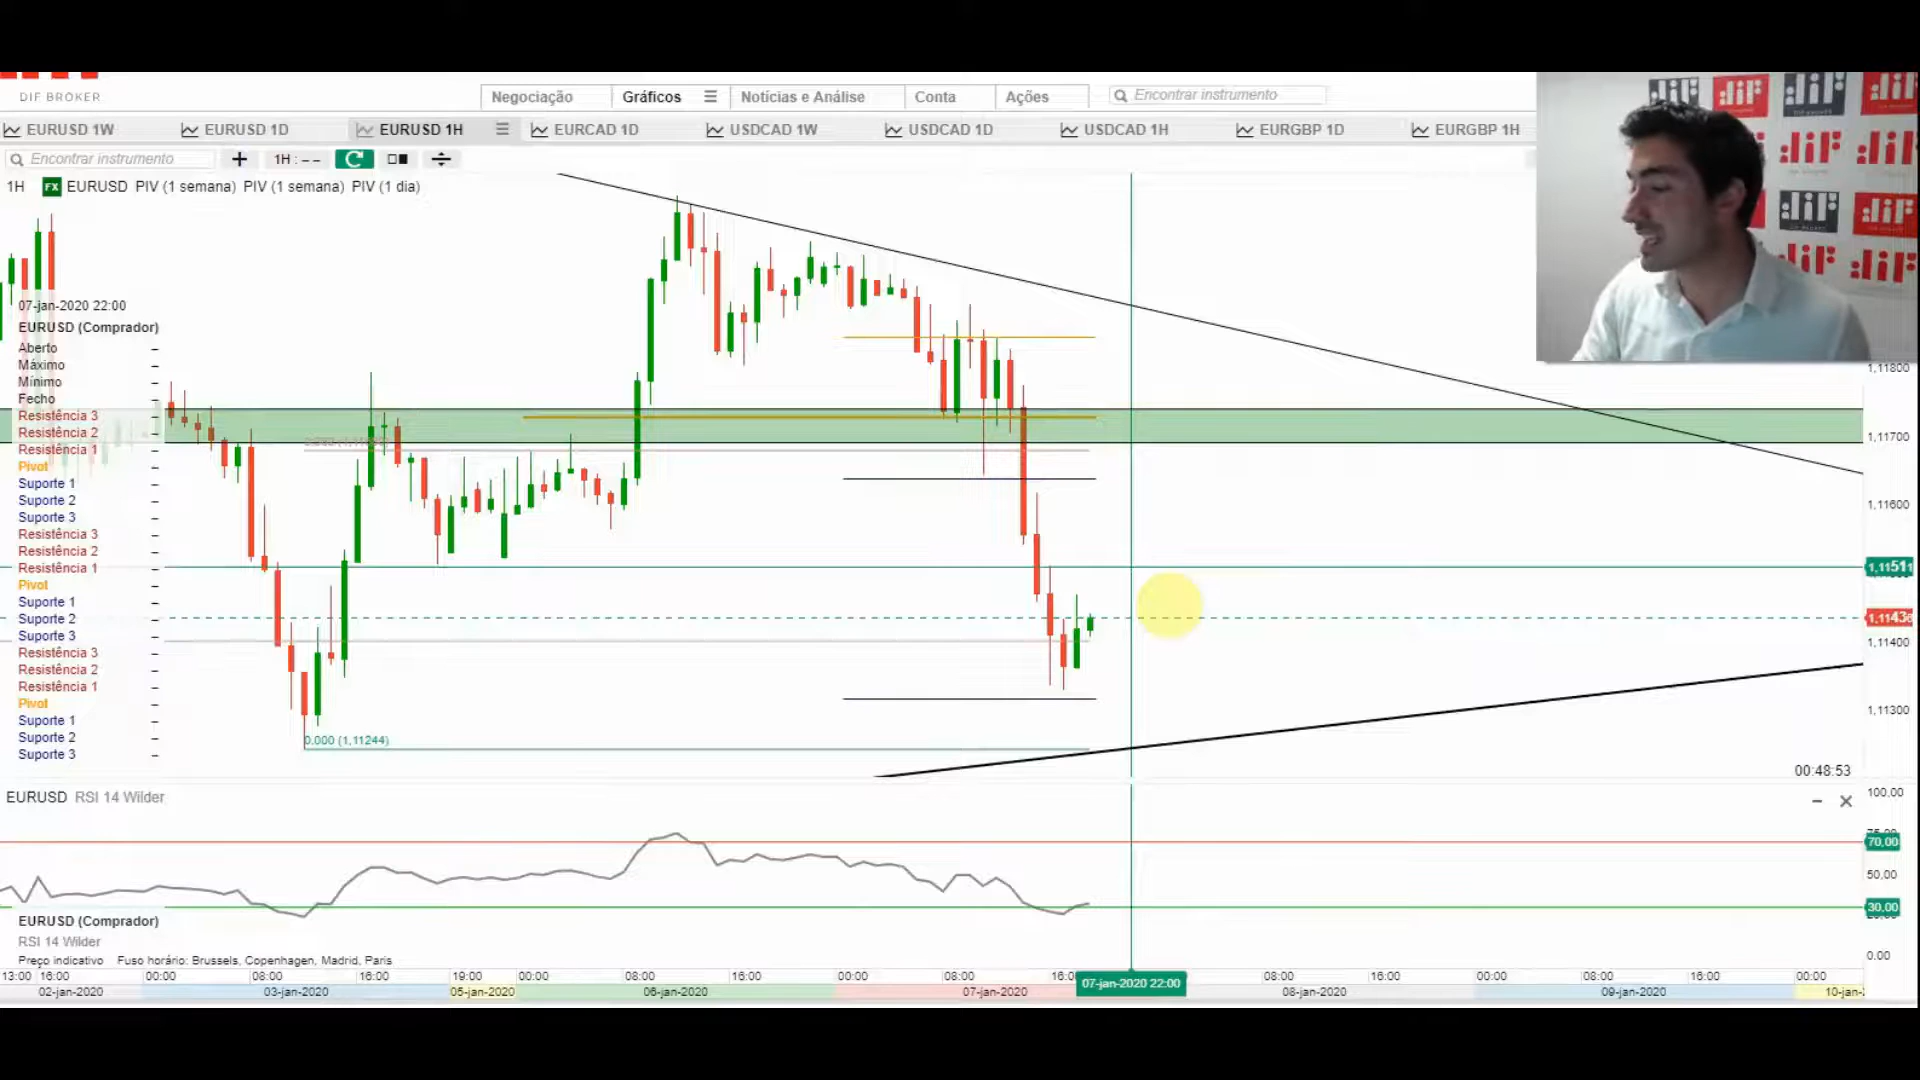 DIF BROKER
Negociação Gráficos Notícias e Análise Conta Ações Encontrar instrumento
EURUSD 1W EURUSD 1D EURUSD 1H EURCAD 1D USDCAD 1W USDCAD 1D USDCAD 1H EURGBP 1D EURGBP 1H
Encontrar instrumento 1H : – –
1H FX EURUSD PIV (1 semana) PIV (1 semana) PIV (1 dia)
07-jan-2020 22:00
EURUSD (Comprador)
Aberto –
Máximo –
Mínimo –
Fecho –
Resistência 3 –
Resistência 2 –
Resistência 1 –
Pivot –
Suporte 1 –
Suporte 2 –
Suporte 3 –
Resistência 3 –
Resistência 2 –
Resistência 1 –
Pivot –
Suporte 1 –
Suporte 2 –
Suporte 3 –
Resistência 3 –
Resistência 2 –
Resistência 1 –
Pivot –
Suporte 1 –
Suporte 2 –
Suporte 3 –
0.000 (1,11244)
1,11800
1,11700
1,11600
1,11511
1,11436
1,11400
1,11300
00:48:53
EURUSD RSI 14 Wilder
100.00
70,00
50.00
30,00
0.00
EURUSD (Comprador)
RSI 14 Wilder
Preço indicativo Fuso horário: Brussels, Copenhagen, Madrid, Paris
13:00 16:00 00:00 08:00 16:00 19:00 00:00 08:00 16:00 00:00 08:00 07-jan-2020 22:00 08:00 16:00 00:00 08:00 16:00 00:00
02-jan-2020 03-jan-2020 05-jan-2020 06-jan-2020 07-jan-2020 08-jan-2020 09-jan-2020